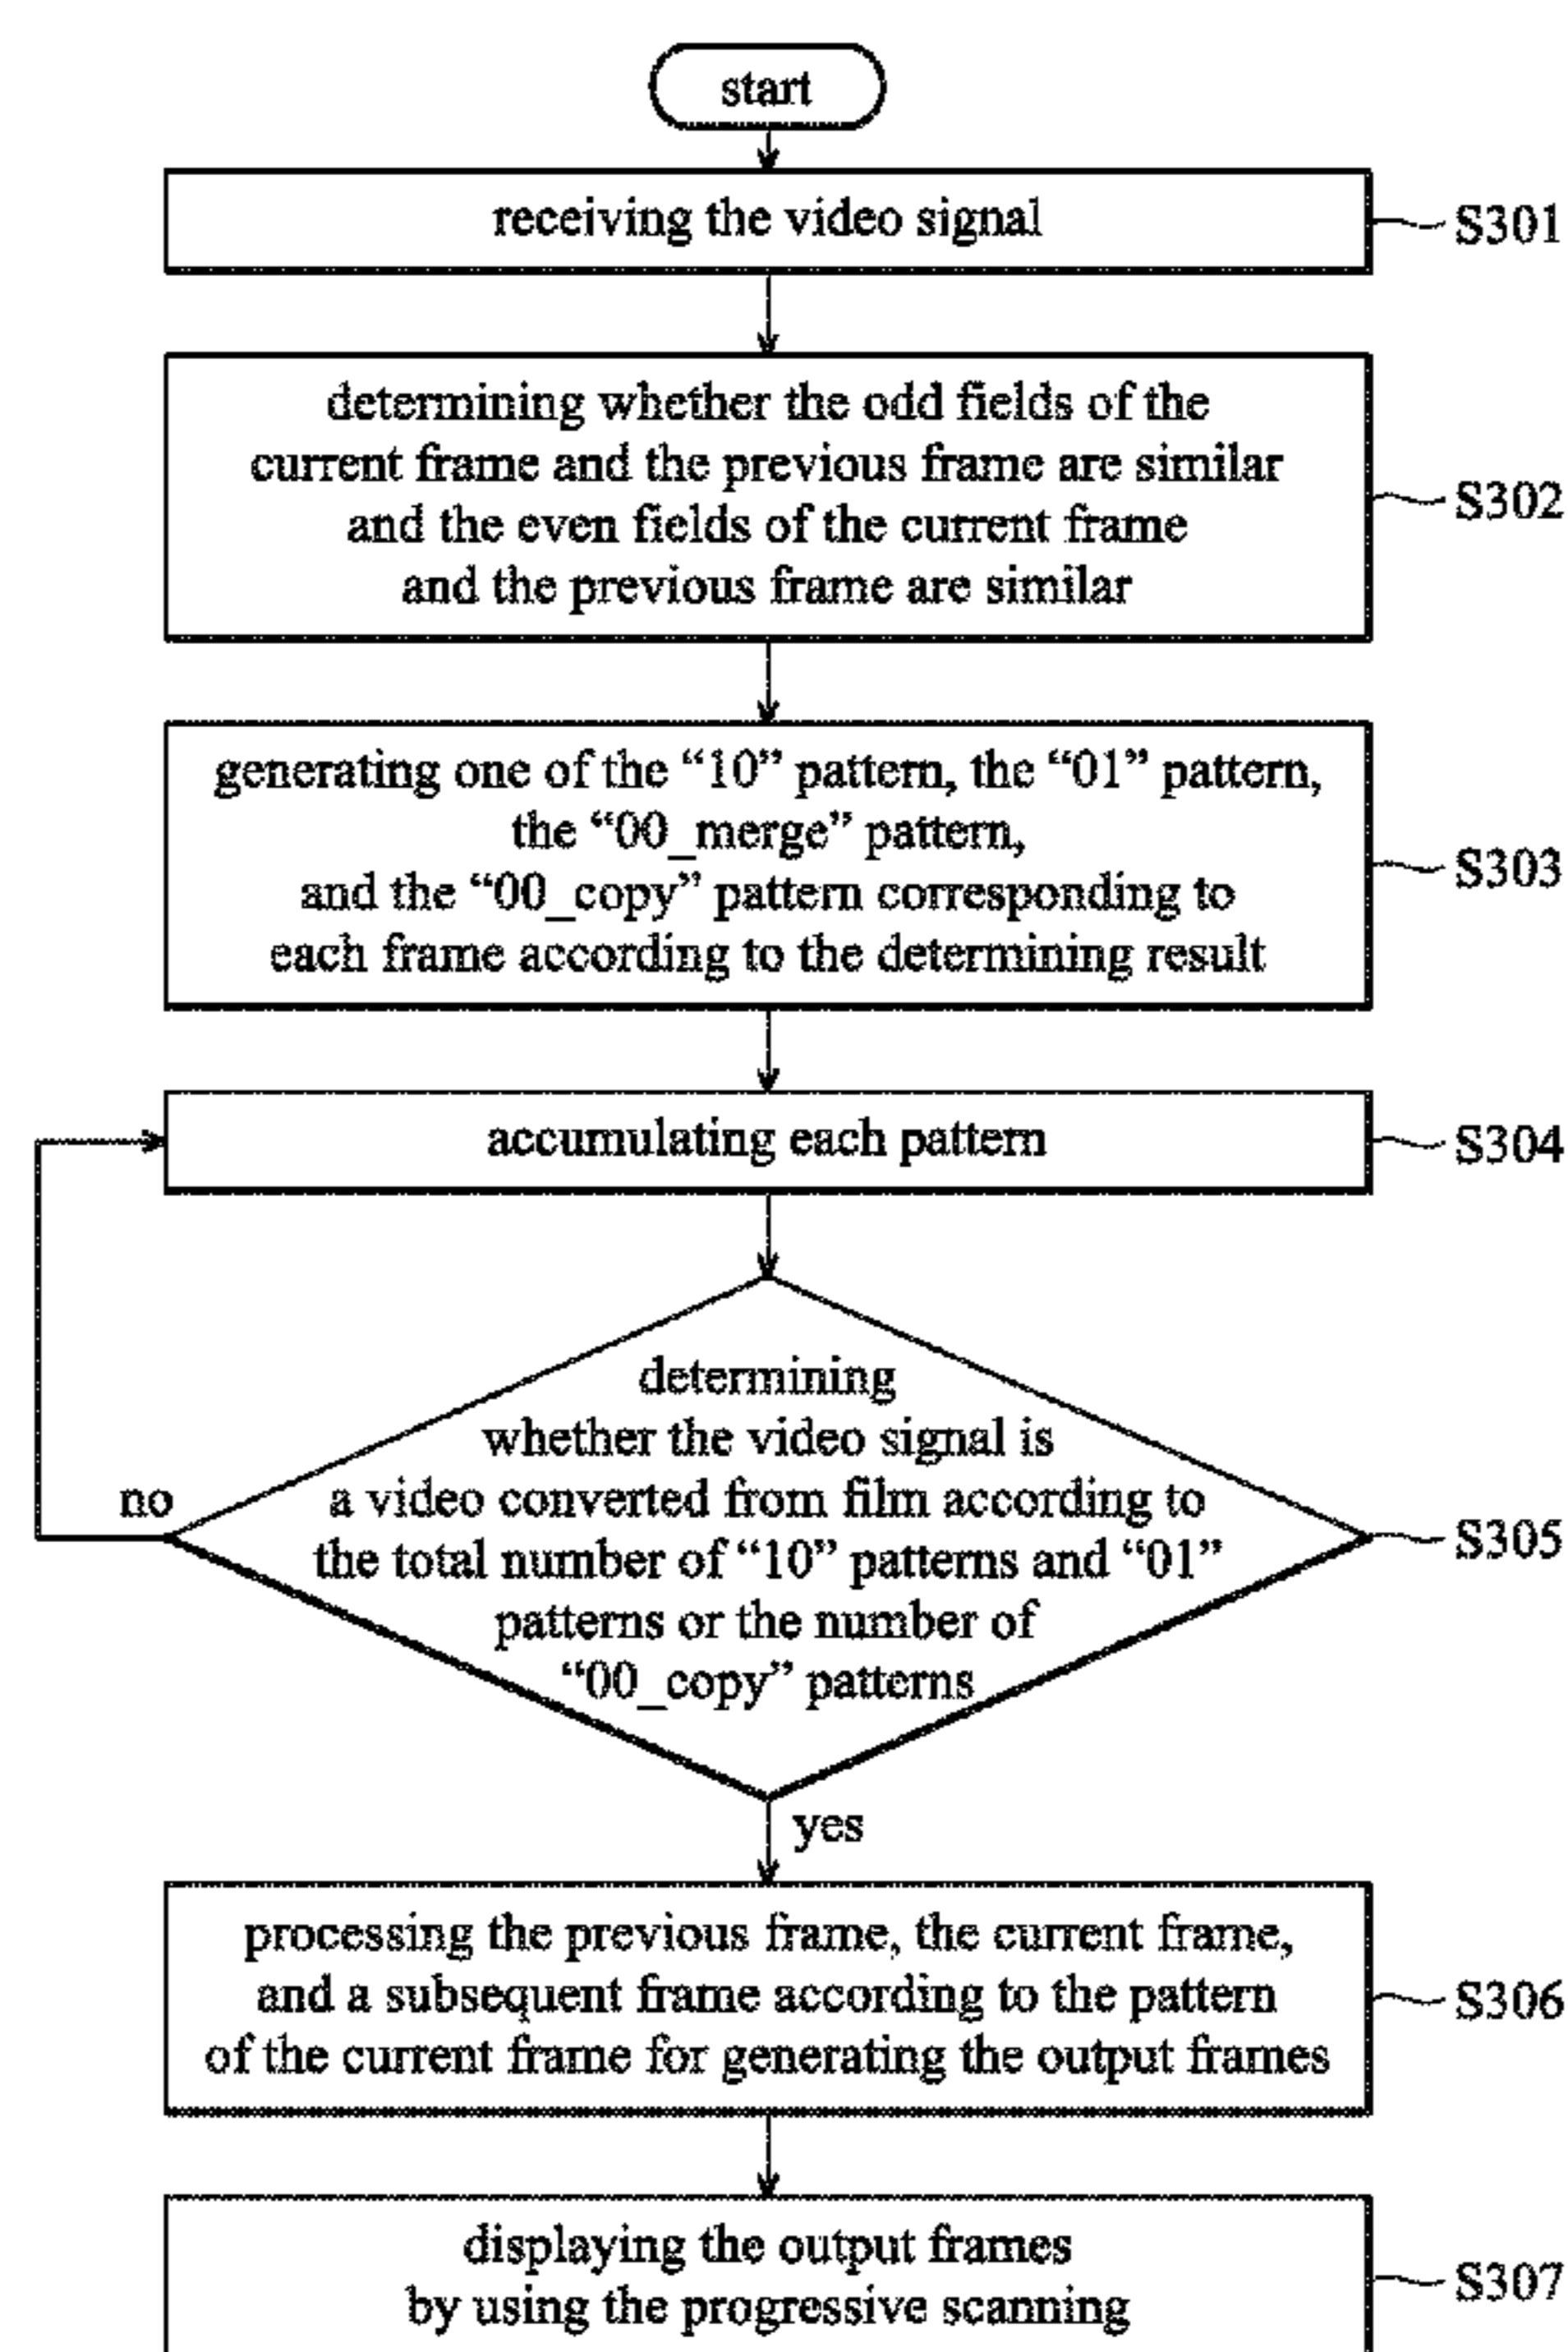 start
receiving the video signal
S301
determining whether the odd fields of the
current frame and the previous frame are similar
and the even fields of the current frame
and the previous frame are similar
S302
generating one of the “10” pattern, the “01” pattern,
the “00_merge” pattern,
and the “00_copy” pattern corresponding to
each frame according to the determining result
S303
accumulating each pattern
S304
determining
whether the video signal is
a video converted from film according to
the total number of “10” patterns and “01”
patterns or the number of
“00_copy” patterns
no
S305
yes
processing the previous frame, the current frame,
and a subsequent frame according to the pattern
of the current frame for generating the output frames
S306
displaying the output frames
by using the progressive scanning
S307